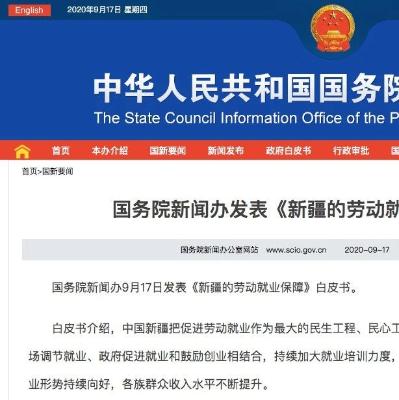 English 2020年9月17日 星期四
中华人民共和国国务院
The State Council Information Office of the P
首页 本办介绍 国新要闻 新闻发布 政府白皮书 行政审批 国
首页>国新要闻
国务院新闻办发表《新疆的劳动就
国务院新闻办公室网站 www.scio.gov.cn 2020-09-17
国务院新闻办9月17日发表《新疆的劳动就业保障》白皮书。
白皮书介绍，中国新疆把促进劳动就业作为最大的民生工程、民心工
场调节就业、政府促进就业和鼓励创业相结合，持续加大就业培训力度，
业形势持续向好，各族群众收入水平不断提升。